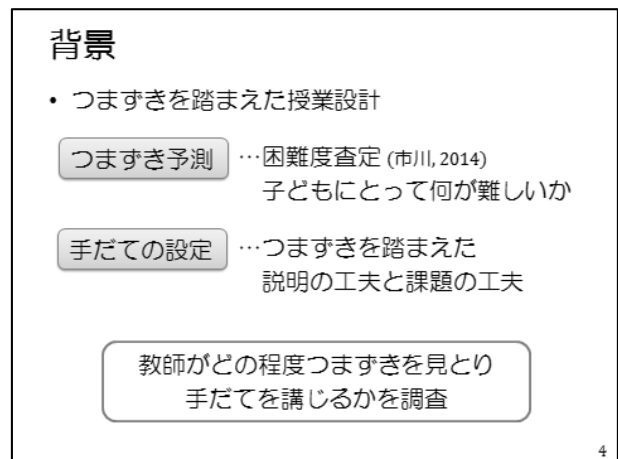 背景
• つまずきを踏まえた授業設計
つまずき予測 …困難度査定 (市川, 2014)
子どもにとって何が難しいか
手だての設定 …つまずきを踏まえた
説明の工夫と課題の工夫
教師がどの程度つまずきを見とり
手だてを講じるかを調査
4